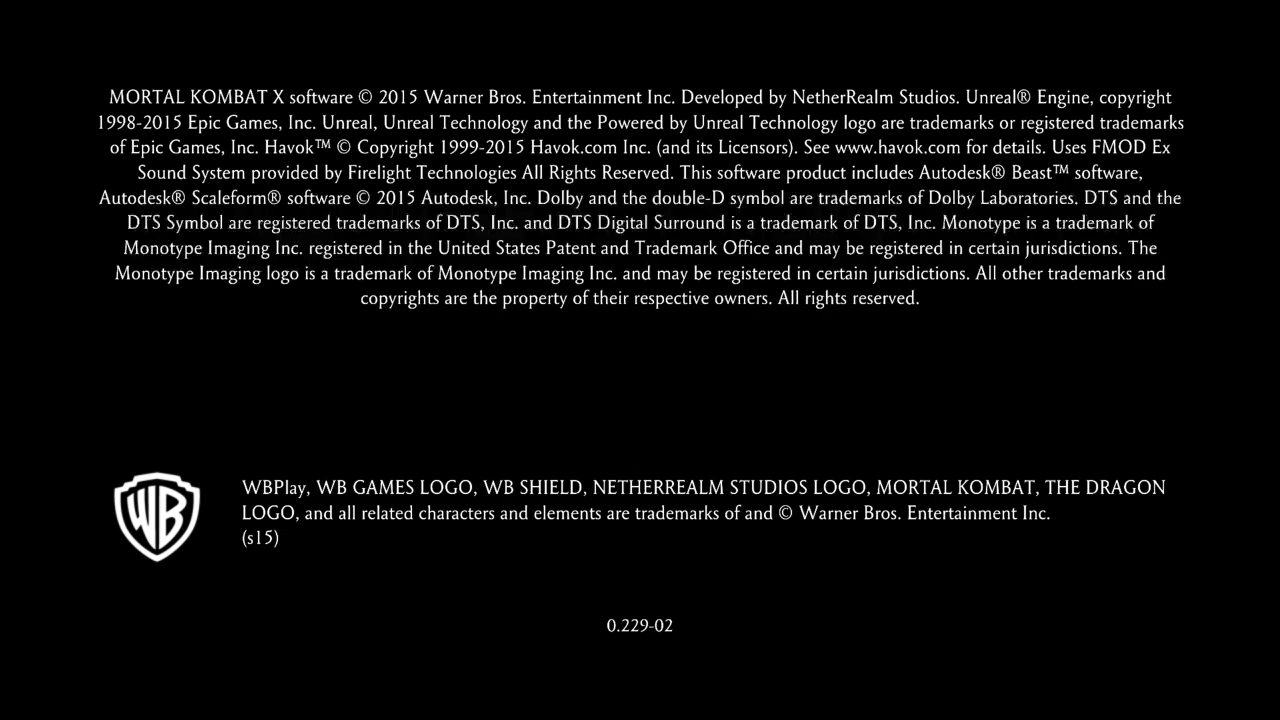 MORTAL KOMBAT X software © 2015 Warner Bros. Entertainment Inc. Developed by NetherRealm Studios. Unreal® Engine, copyright
1998-2015 Epic Games, Inc. Unreal, Unreal Technology and the Powered by Unreal Technology logo are trademarks or registered trademarks
of Epic Games, Inc. Havok™ © Copyright 1999-2015 Havok.com Inc. (and its Licensors). See www.havok.com for details. Uses FMOD Ex
Sound System provided by Firelight Technologies All Rights Reserved. This software product includes Autodesk® Beast™ software,
Autodesk® Scaleform® software © 2015 Autodesk, Inc. Dolby and the double-D symbol are trademarks of Dolby Laboratories. DTS and the
DTS Symbol are registered trademarks of DTS, Inc. and DTS Digital Surround is a trademark of DTS, Inc. Monotype is a trademark of
Monotype Imaging Inc. registered in the United States Patent and Trademark Office and may be registered in certain jurisdictions. The
Monotype Imaging logo is a trademark of Monotype Imaging Inc. and may be registered in certain jurisdictions. All other trademarks and
copyrights are the property of their respective owners. All rights reserved.
WB
WBPlay, WB GAMES LOGO, WB SHIELD, NETHERREALM STUDIOS LOGO, MORTAL KOMBAT, THE DRAGON
LOGO, and all related characters and elements are trademarks of and © Warner Bros. Entertainment Inc.
(s15)
0.229-02